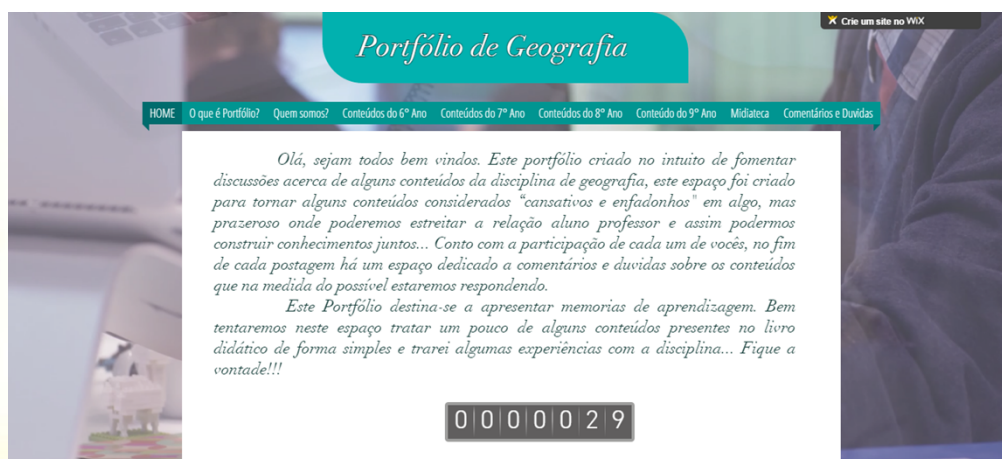 Crie um site no WiX
Portfólio de Geografia
HOME O que é Portfólio? Quem somos? Conteúdos do 6º Ano Conteúdos do 7º Ano Conteúdos do 8º Ano Conteúdo do 9º Ano Midiateca Comentários e Duvidas
Olá, sejam todos bem vindos. Este portfólio criado no intuito de fomentar
discussões acerca de alguns conteúdos da disciplina de geografia, este espaço foi criado
para tornar alguns conteúdos considerados “cansativos e enfadonhos" em algo, mas
prazeroso onde poderemos estreitar a relação aluno professor e assim podermos
construir conhecimentos juntos... Conto com a participação de cada um de vocês, no fim
de cada postagem há um espaço dedicado a comentários e duvidas sobre os conteúdos
que na medida do possível estaremos respondendo.
Este Portfólio destina-se a apresentar memorias de aprendizagem. Bem
tentaremos neste espaço tratar um pouco de alguns conteúdos presentes no livro
didático de forma simples e trarei algumas experiências com a disciplina... Fique a
vontade!!!
0000029